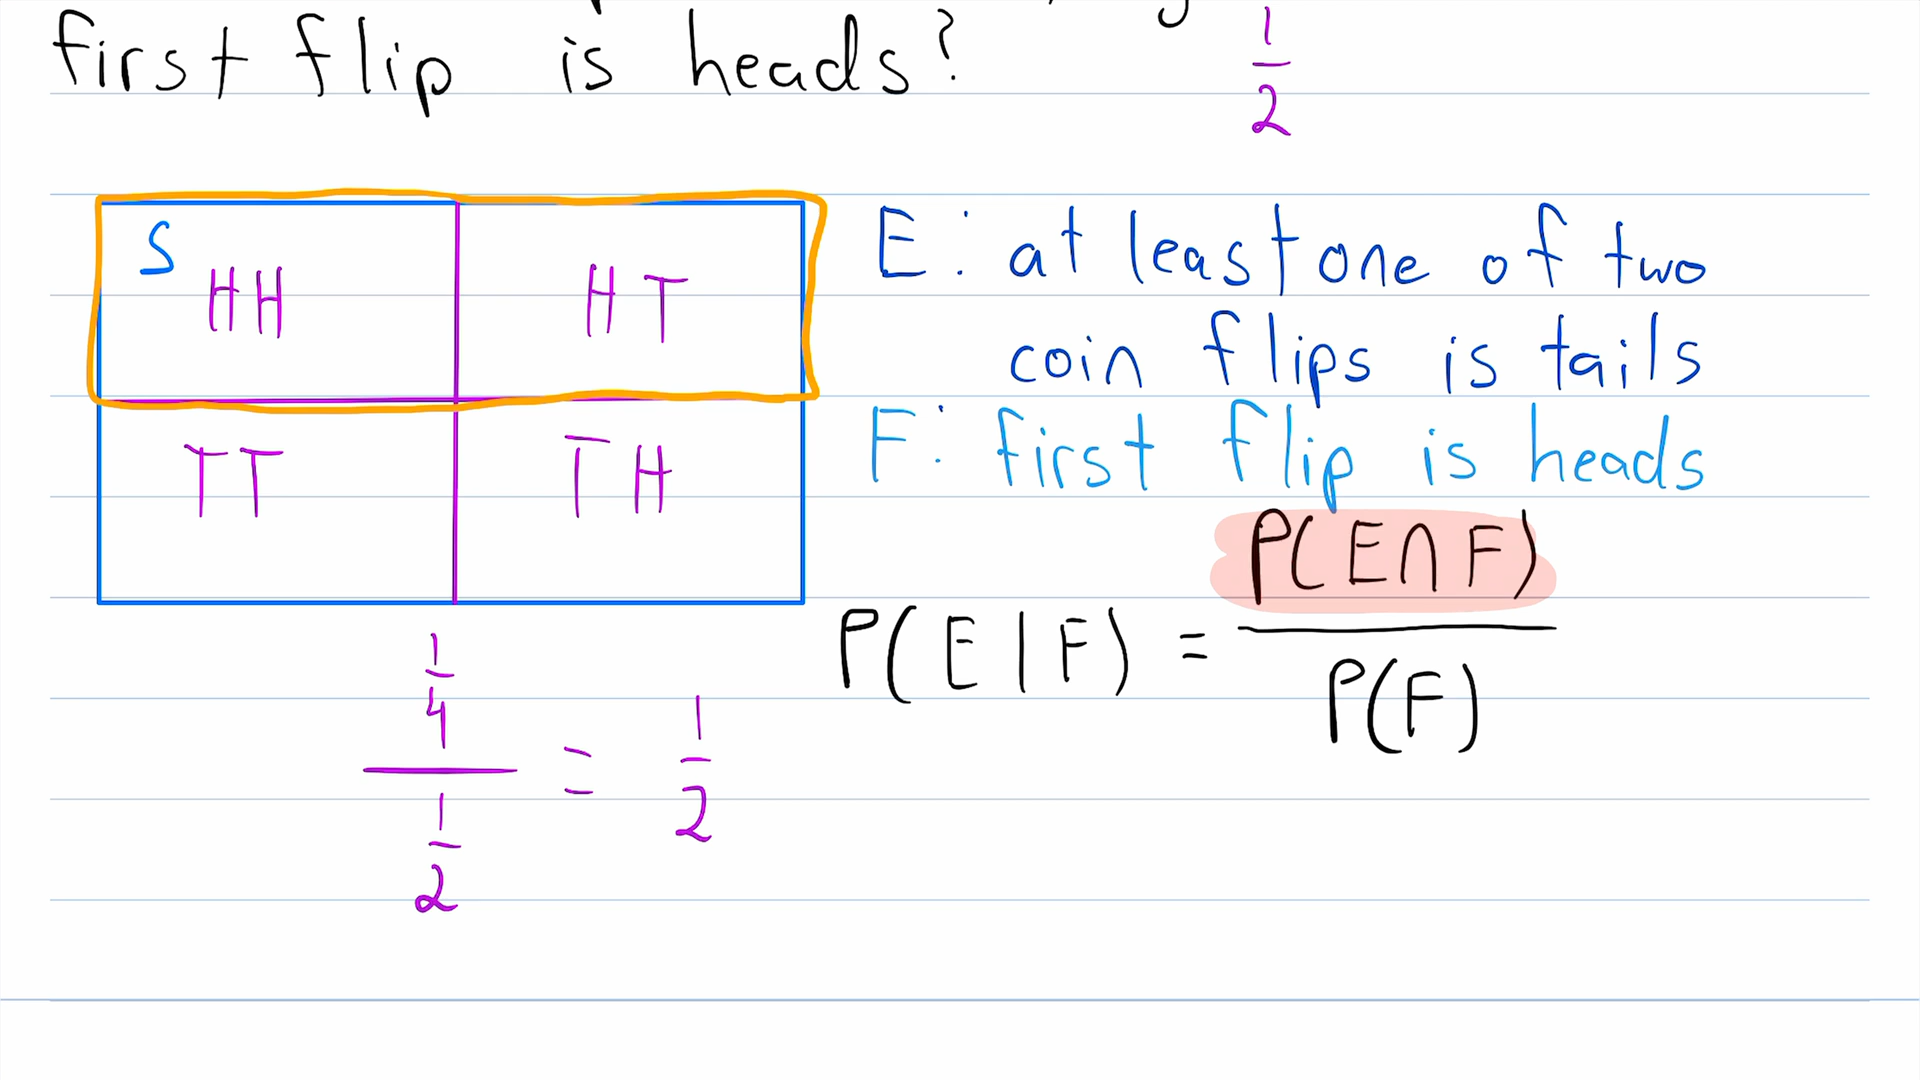 first flip is heads?
1
2
S
HH
HT
TT
TH
E: at least one of two
coin flips is tails
F: first flip is heads
P(E∩F)
P(E|F) =
P(F)
1
4
1
2
=
1
2